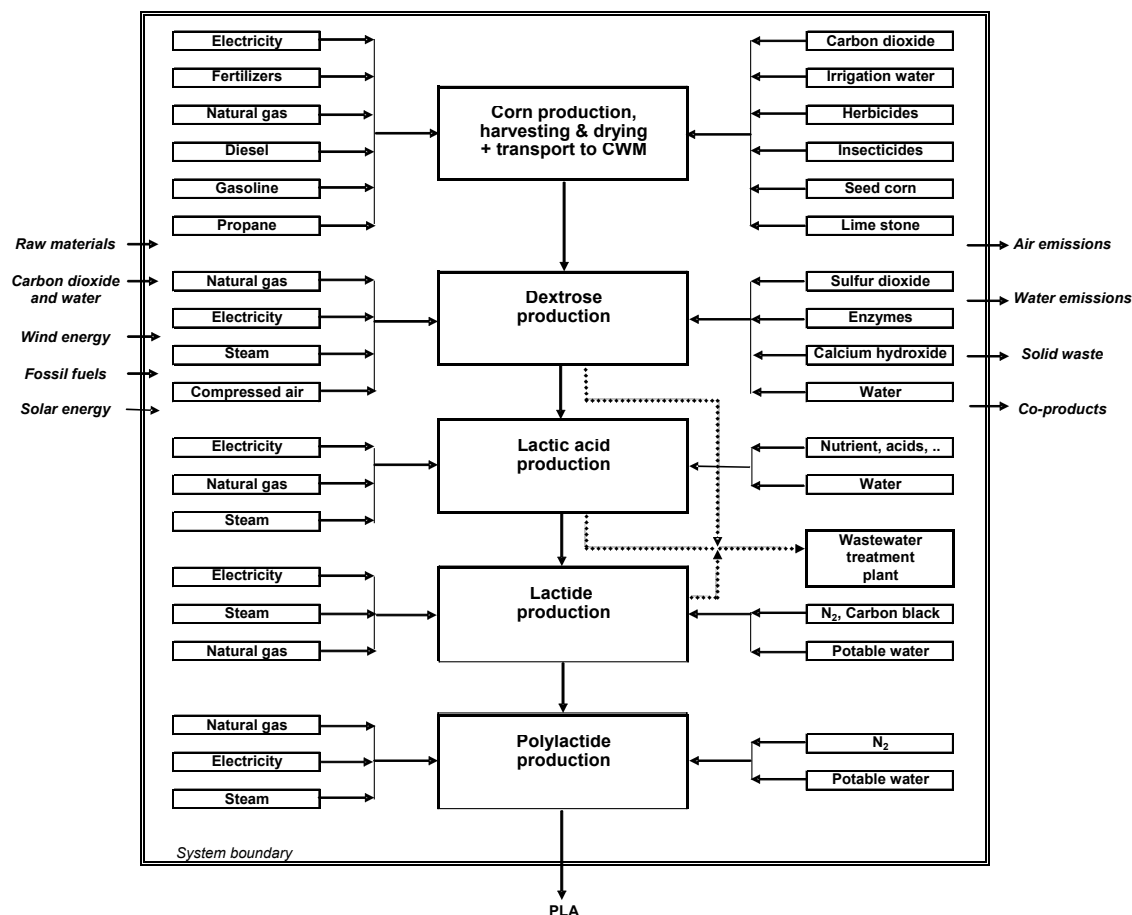 Electricity
Fertilizers
Natural gas
Diesel
Gasoline
Propane
Corn production,
harvesting & drying
+ transport to CWM
Carbon dioxide
Irrigation water
Herbicides
Insecticides
Seed corn
Lime stone
Raw materials
Carbon dioxide
and water
Wind energy
Fossil fuels
Solar energy
Air emissions
Water emissions
Solid waste
Co-products
Natural gas
Electricity
Steam
Compressed air
Dextrose
production
Sulfur dioxide
Enzymes
Calcium hydroxide
Water
Electricity
Natural gas
Steam
Lactic acid
production
Nutrient, acids, ..
Water
Wastewater
treatment
plant
Electricity
Steam
Natural gas
Lactide
production
N₂, Carbon black
Potable water
Natural gas
Electricity
Steam
Polylactide
production
N₂
Potable water
System boundary
PLA